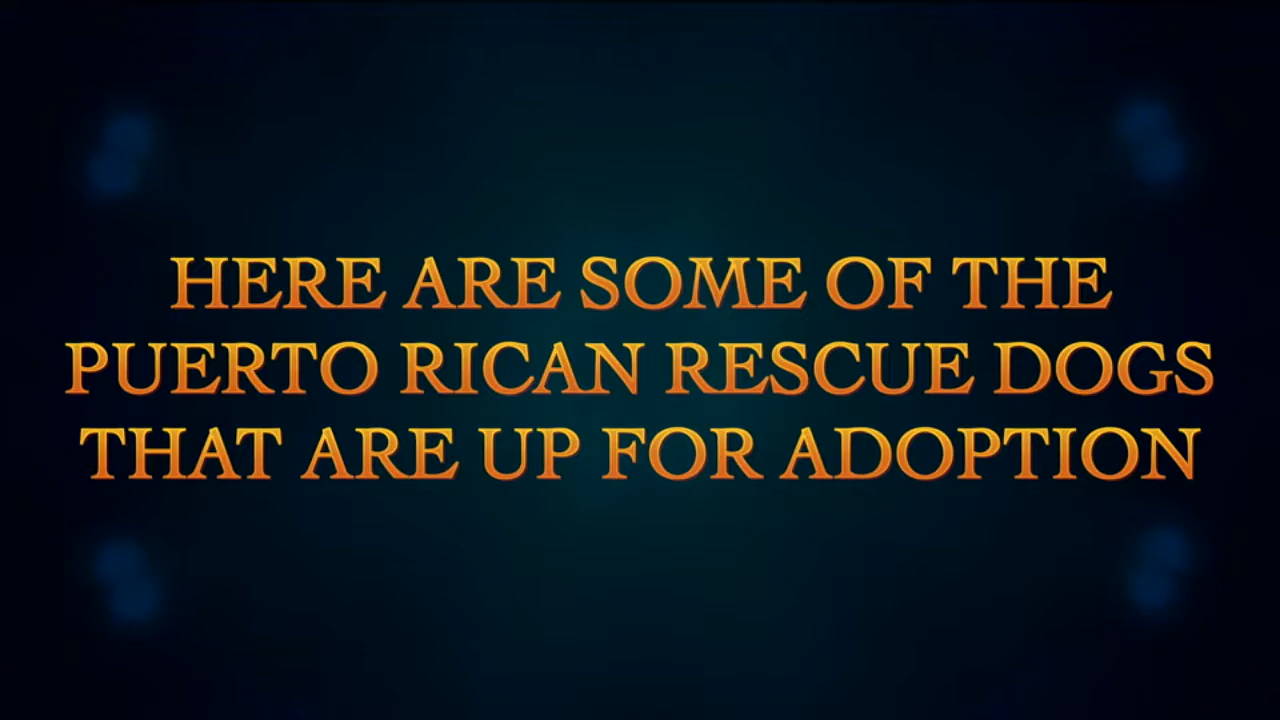 HERE ARE SOME OF THE
PUERTO RICAN RESCUE DOGS
THAT ARE UP FOR ADOPTION